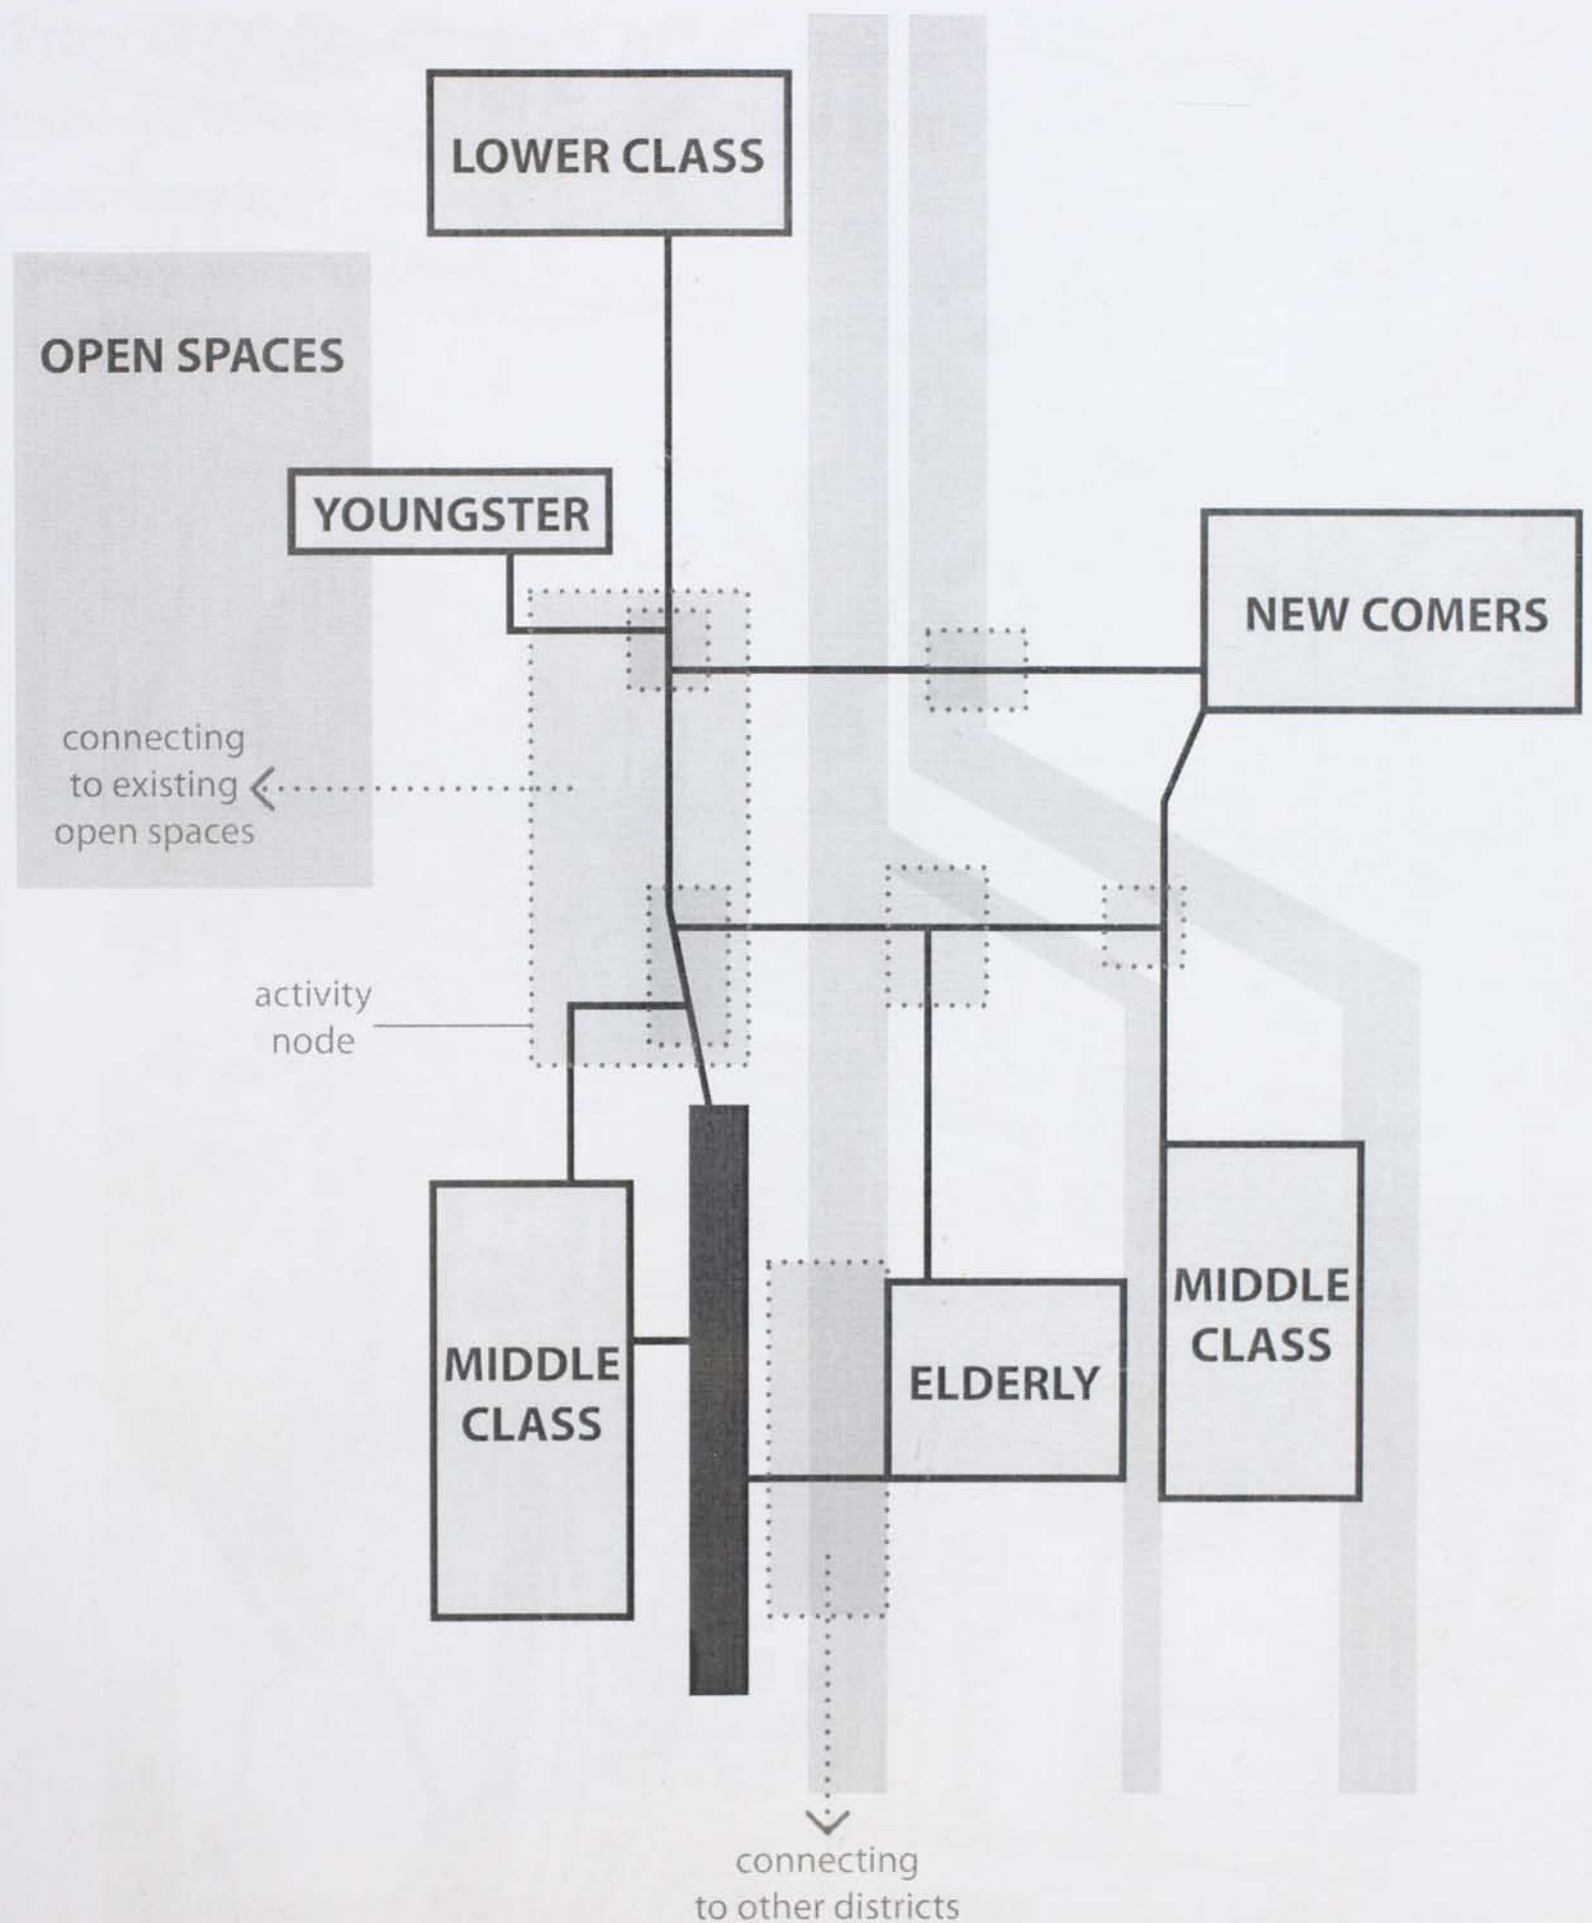 LOWER CLASS
OPEN SPACES
YOUNGSTER
NEW COMERS
connecting
to existing
open spaces
activity
node
MIDDLE
CLASS
ELDERLY
MIDDLE
CLASS
connecting
to other districts